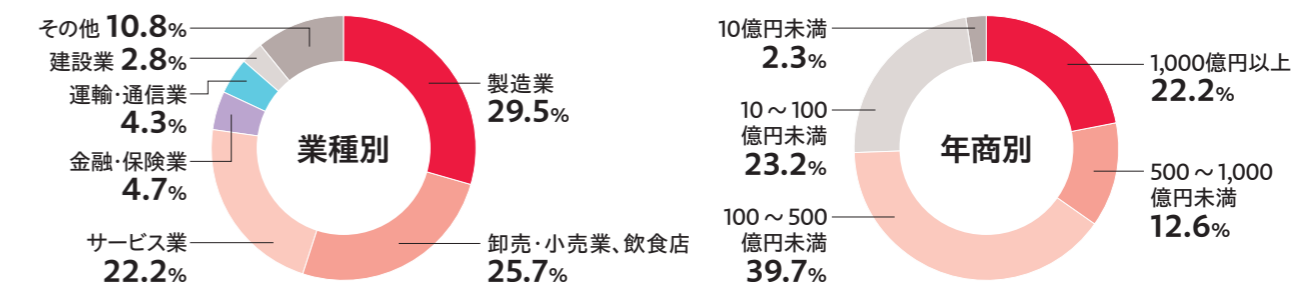 業種別
製造業
29.5%
卸売・小売業、飲食店
25.7%
サービス業
22.2%
金融・保険業
4.7%
運輸・通信業
4.3%
建設業 2.8%
その他 10.8%
年商別
1,000億円以上
22.2%
500～1,000
億円未満
12.6%
100～500
億円未満
39.7%
10～100
億円未満
23.2%
10億円未満
2.3%